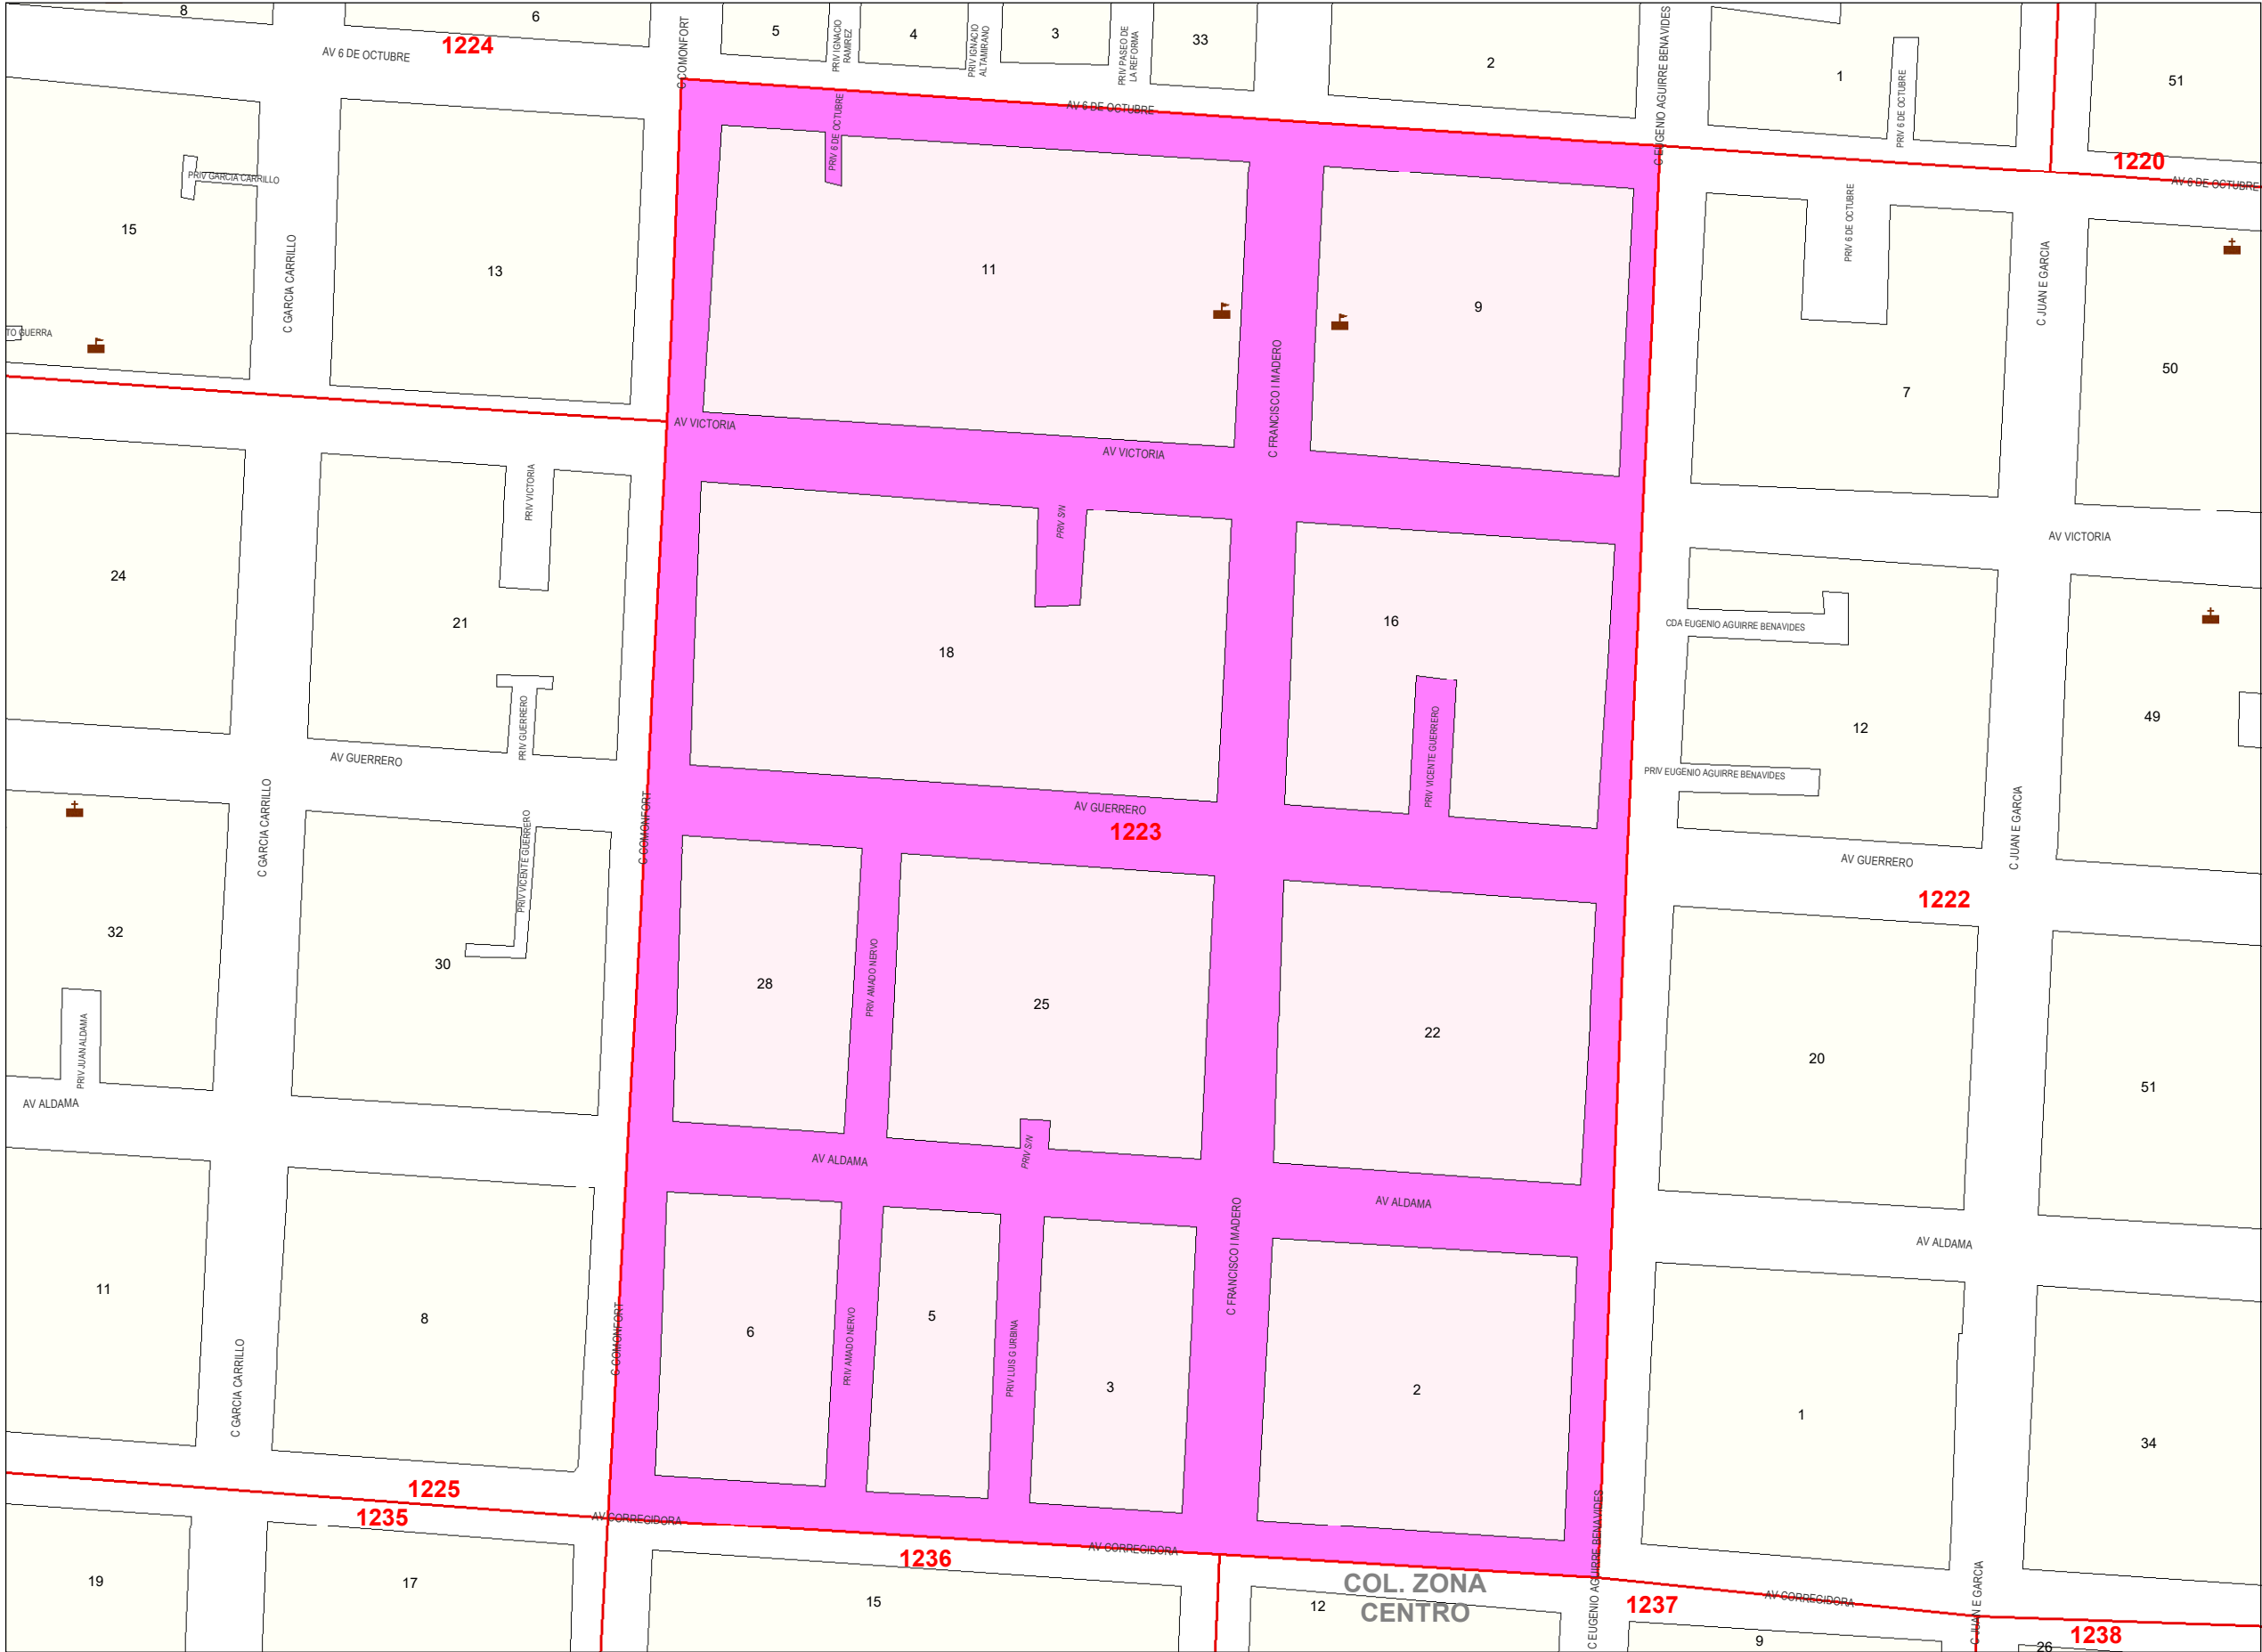 8
6
5
4
3
33
2
1
51
1224
AV 6 DE OCTUBRE
C COMONFORT
PRIV IGNACIO
RAMIREZ
PRIV IGNACIO
ALTAMIRANO
PRIV PASEO DE
LA REFORMA
C EUGENIO AGUIRRE BENAVIDES
PRIV 6 DE OCTUBRE
AV 6 DE OCTUBRE
PRIV 6 DE OCTUBRE
1220
AV 6 DE OCTUBRE
PRIV GARCIA CARRILLO
15
C GARCIA CARRILLO
13
11
9
PRIV 6 DE OCTUBRE
C JUAN E GARCIA
50
7
TO GUERRA
C FRANCISCO I MADERO
AV VICTORIA
AV VICTORIA
PRIV VICTORIA
PRIV S/N
AV VICTORIA
24
21
18
16
CDA EUGENIO AGUIRRE BENAVIDES
12
49
PRIV GUERRERO
PRIV VICENTE GUERRERO
PRIV EUGENIO AGUIRRE BENAVIDES
AV GUERRERO
C GARCIA CARRILLO
C COMONFORT
AV GUERRERO
1223
C JUAN E GARCIA
AV GUERRERO
1222
PRIV VICENTE GUERRERO
32
30
28
PRIV AMADO NERVO
25
22
20
51
PRIV JUAN ALDAMA
AV ALDAMA
AV ALDAMA
PRIV S/N
AV ALDAMA
AV ALDAMA
11
8
C COMONFORT
6
PRIV AMADO NERVO
5
PRIV LUIS G URBINA
3
C FRANCISCO I MADERO
2
1
34
C GARCIA CARRILLO
1225
1235
AV CORREGIDORA
1236
AV CORREGIDORA
C EUGENIO AGUIRRE BENAVIDES
COL. ZONA
CENTRO
1237
AV CORREGIDORA
C JUAN E GARCIA
1238
19
17
15
12
9
26